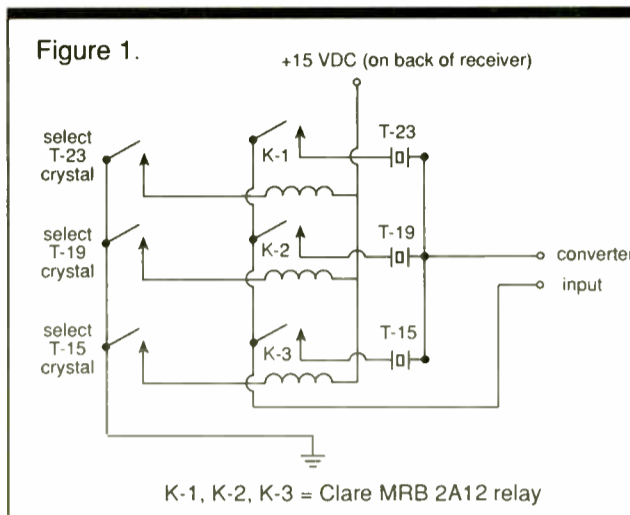 Figure 1.
+15 VDC (on back of receiver)
select
T-23
crystal
K-1
T-23
select
T-19
crystal
K-2
T-19
converter
input
select
T-15
crystal
K-3
T-15
K-1, K-2, K-3 = Clare MRB 2A12 relay